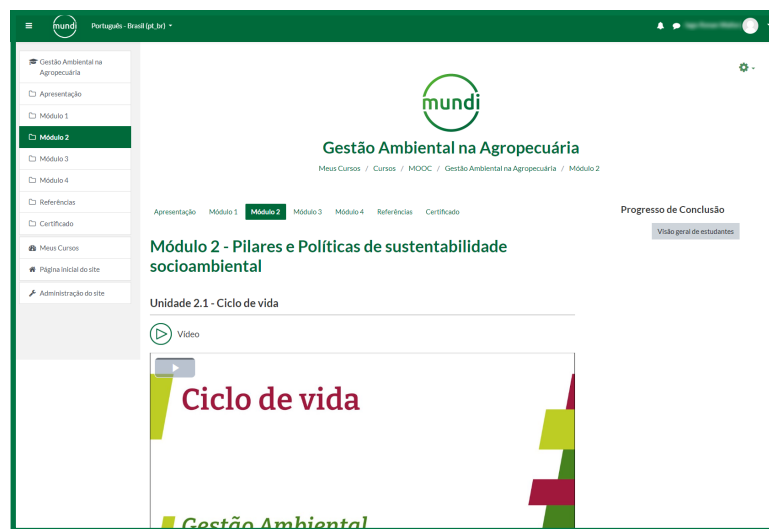 mundi
Português - Brasil (pt_br)
Gestão Ambiental na
Agropecuária
Apresentação
Módulo 1
Módulo 2
Módulo 3
Módulo 4
Referências
Certificado
Meus Cursos
Página inicial do site
Administração do site
mundi
Gestão Ambiental na Agropecuária
Meus Cursos / Cursos / MOOC / Gestão Ambiental na Agropecuária / Módulo 2
Apresentação Módulo 1 Módulo 2 Módulo 3 Módulo 4 Referências Certificado
Progresso de Conclusão
Visão geral de estudantes
Módulo 2 - Pilares e Políticas de sustentabilidade
socioambiental
Unidade 2.1 - Ciclo de vida
Vídeo
Ciclo de vida
Gestão Ambiental